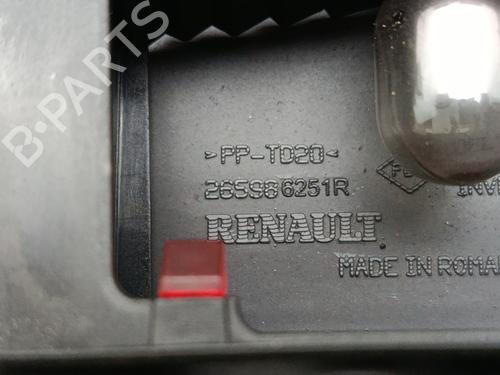 B-PARTS
>PP-TD20<
265986251R
RENAULT
MADE IN ROMA